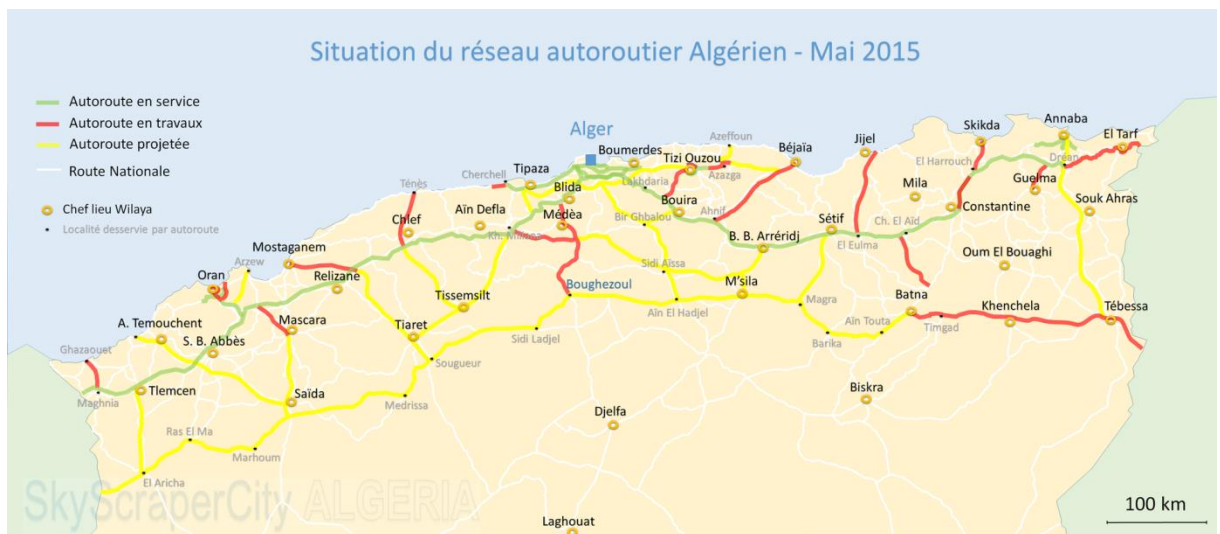 Situation du réseau autoroutier Algérien - Mai 2015
Autoroute en service
Autoroute en travaux
Autoroute projetée
Route Nationale
Chef lieu Wilaya
Localité desservie par autoroute
Alger
Boumerdes
Tizi Ouzou
Azeffoun
Azazga
Béjaïa
Jijel
Skikda
Annaba
El Tarf
El Harrouch
Dréan
Guelma
Cherchell
Tipaza
Blida
Lakhdaria
Bouira
Mila
Constantine
Souk Ahras
Ténès
Chlef
Aïn Defla
Kh. Miliana
Médèa
Bir Ghbalou
Ahnif
Sétif
Ch. El Aïd
El Eulma
B. B. Arréridj
Mostaganem
Arzew
Oran
Relizane
Sidi Aïssa
Oum El Bouaghi
Boughezoul
M'sila
Tissemsilt
Aïn El Hadjel
Magra
Batna
Khenchela
Tébessa
A. Temouchent
Mascara
S. B. Abbès
Tiaret
Sidi Ladjel
Barika
Aïn Touta
Timgad
Ghazaouet
Sougueur
Maghnia
Tlemcen
Saïda
Medrissa
Biskra
Djelfa
Ras El Ma
Marhoum
El Aricha
SkyScraperCity ALGERIA
Laghouat
100 km